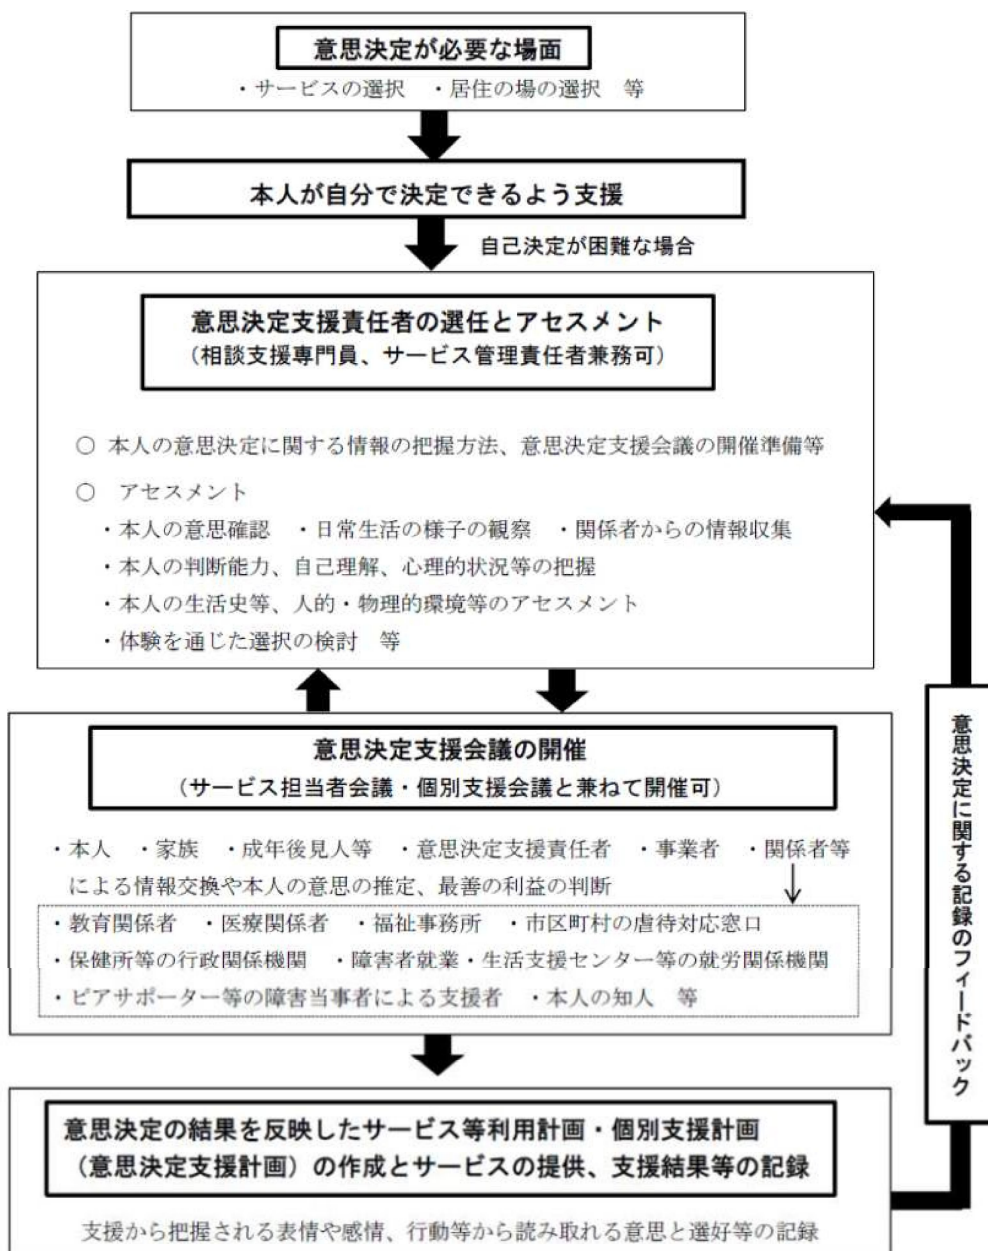 意思決定が必要な場面
・サービスの選択　・居住の場の選択　等
本人が自分で決定できるよう支援
自己決定が困難な場合
意思決定支援責任者の選任とアセスメント
（相談支援専門員、サービス管理責任者兼務可）
○ 本人の意思決定に関する情報の把握方法、意思決定支援会議の開催準備等
○　アセスメント
・本人の意思確認　・日常生活の様子の観察　・関係者からの情報収集
・本人の判断能力、自己理解、心理的状況等の把握
・本人の生活史等、人的・物理的環境等のアセスメント
・体験を通じた選択の検討　等
意思決定支援会議の開催
（サービス担当者会議・個別支援会議と兼ねて開催可）
・本人　・家族　・成年後見人等　・意思決定支援責任者　・事業者　・関係者等
による情報交換や本人の意思の推定、最善の利益の判断
・教育関係者　・医療関係者　・福祉事務所　・市区町村の虐待対応窓口
・保健所等の行政関係機関　・障害者就業・生活支援センター等の就労関係機関
・ピアサポーター等の障害当事者による支援者　・本人の知人　等
意思決定の結果を反映したサービス等利用計画・個別支援計画
（意思決定支援計画）の作成とサービスの提供、支援結果等の記録
支援から把握される表情や感情、行動等から読み取れる意思と選好等の記録
意思決定に関する記録のフィードバック